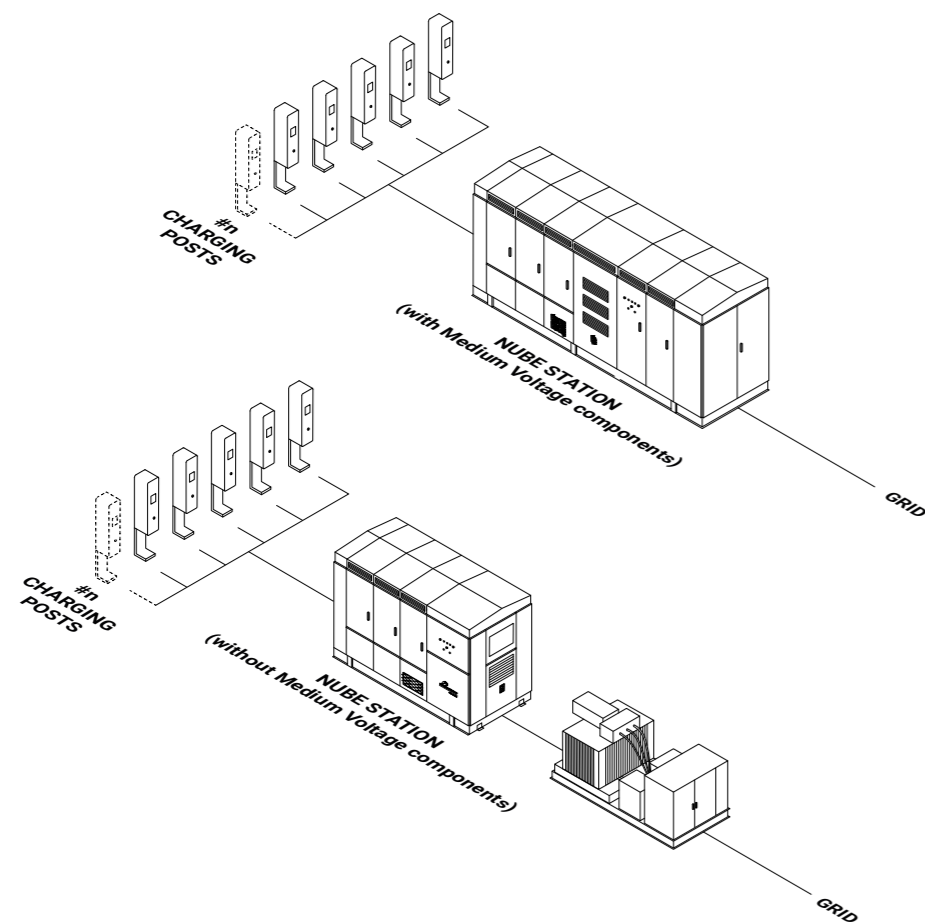 #n
CHARGING
POSTS
NUBE STATION
(with Medium Voltage components)
GRID
#n
CHARGING
POSTS
NUBE STATION
(without Medium Voltage components)
GRID